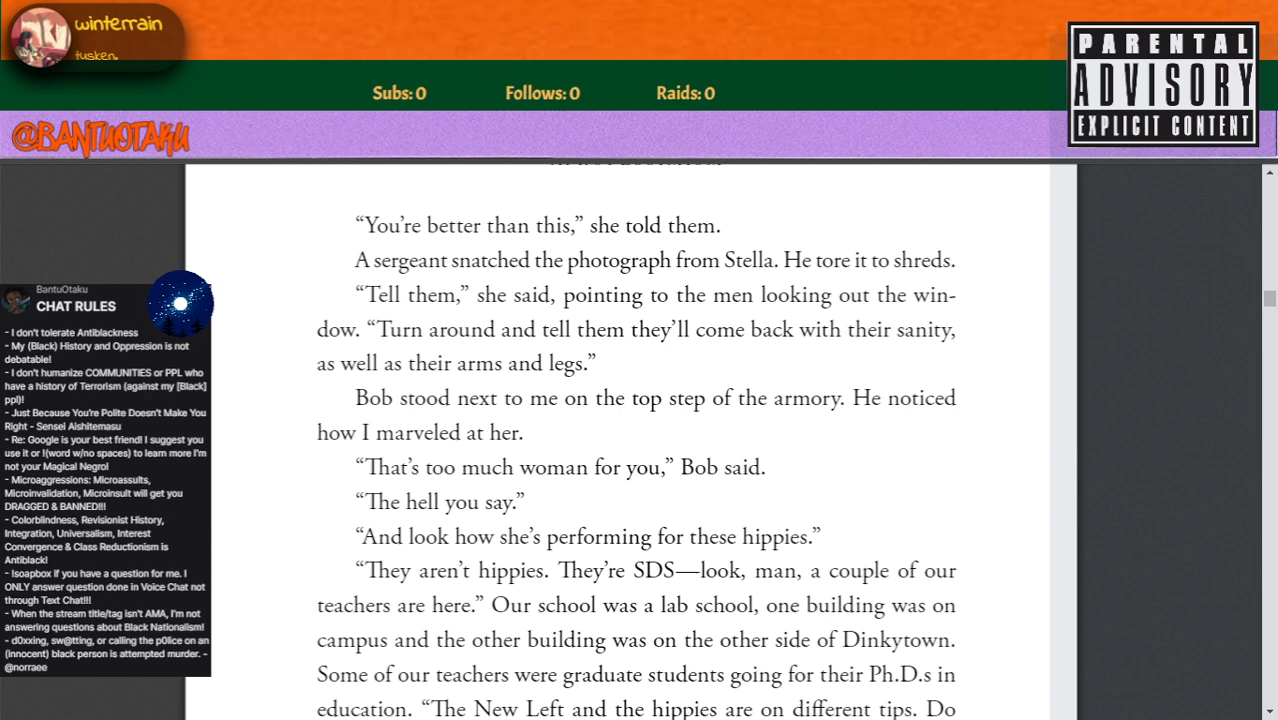 winterrain
tusken.
PARENTAL
ADVISORY
EXPLICIT CONTENT
Subs: 0
Follows: 0
Raids: 0
@BANTUOTAKU
“You’re better than this,” she told them.
A sergeant snatched the photograph from Stella. He tore it to shreds.
“Tell them,” she said, pointing to the men looking out the win-
dow. “Turn around and tell them they’ll come back with their sanity,
as well as their arms and legs.”
Bob stood next to me on the top step of the armory. He noticed
how I marveled at her.
“That’s too much woman for you,” Bob said.
“The hell you say.”
“And look how she’s performing for these hippies.”
“They aren’t hippies. They’re SDS—look, man, a couple of our
teachers are here.” Our school was a lab school, one building was on
campus and the other building was on the other side of Dinkytown.
Some of our teachers were graduate students going for their Ph.D.s in
education. “The New Left and the hippies are on different tips. Do
BantuOtaku
CHAT RULES
- I don't tolerate Antiblackness
- My (Black) History and Oppression is not
debatable!
- I don't humanize COMMUNITIES or PPL who
have a history of Terrorism (against my [Black]
ppl)!
- Just Because You're Polite Doesn't Make You
Right - Sensei Aishitemasu
- Re: Google is your best friend! I suggest you
use it or !(word w/no spaces) to learn more I'm
not your Magical Negro!
- Microaggressions: Microassults,
Microinvalidation, Microinsult will get you
DRAGGED & BANNED!!!
- Colorblindness, Revisionist History,
Integration, Universalism, Interest
Convergence & Class Reductionism is
Antiblack!
- !soapbox if you have a question for me. I
ONLY answer question done in Voice Chat not
through Text Chat!!!
- When the stream title/tag isn't AMA, I'm not
answering questions about Black Nationalism!
- d0xxing, sw@tting, or calling the p0lice on an
(innocent) black person is attempted murder. -
@norraee